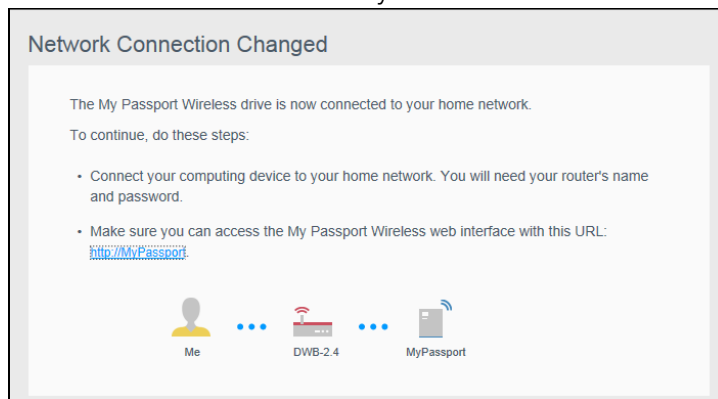 Network Connection Changed
The My Passport Wireless drive is now connected to your home network.
To continue, do these steps:
• Connect your computing device to your home network. You will need your router's name
and password.
• Make sure you can access the My Passport Wireless web interface with this URL:
http://MyPassport.
Me DWB-2.4 MyPassport